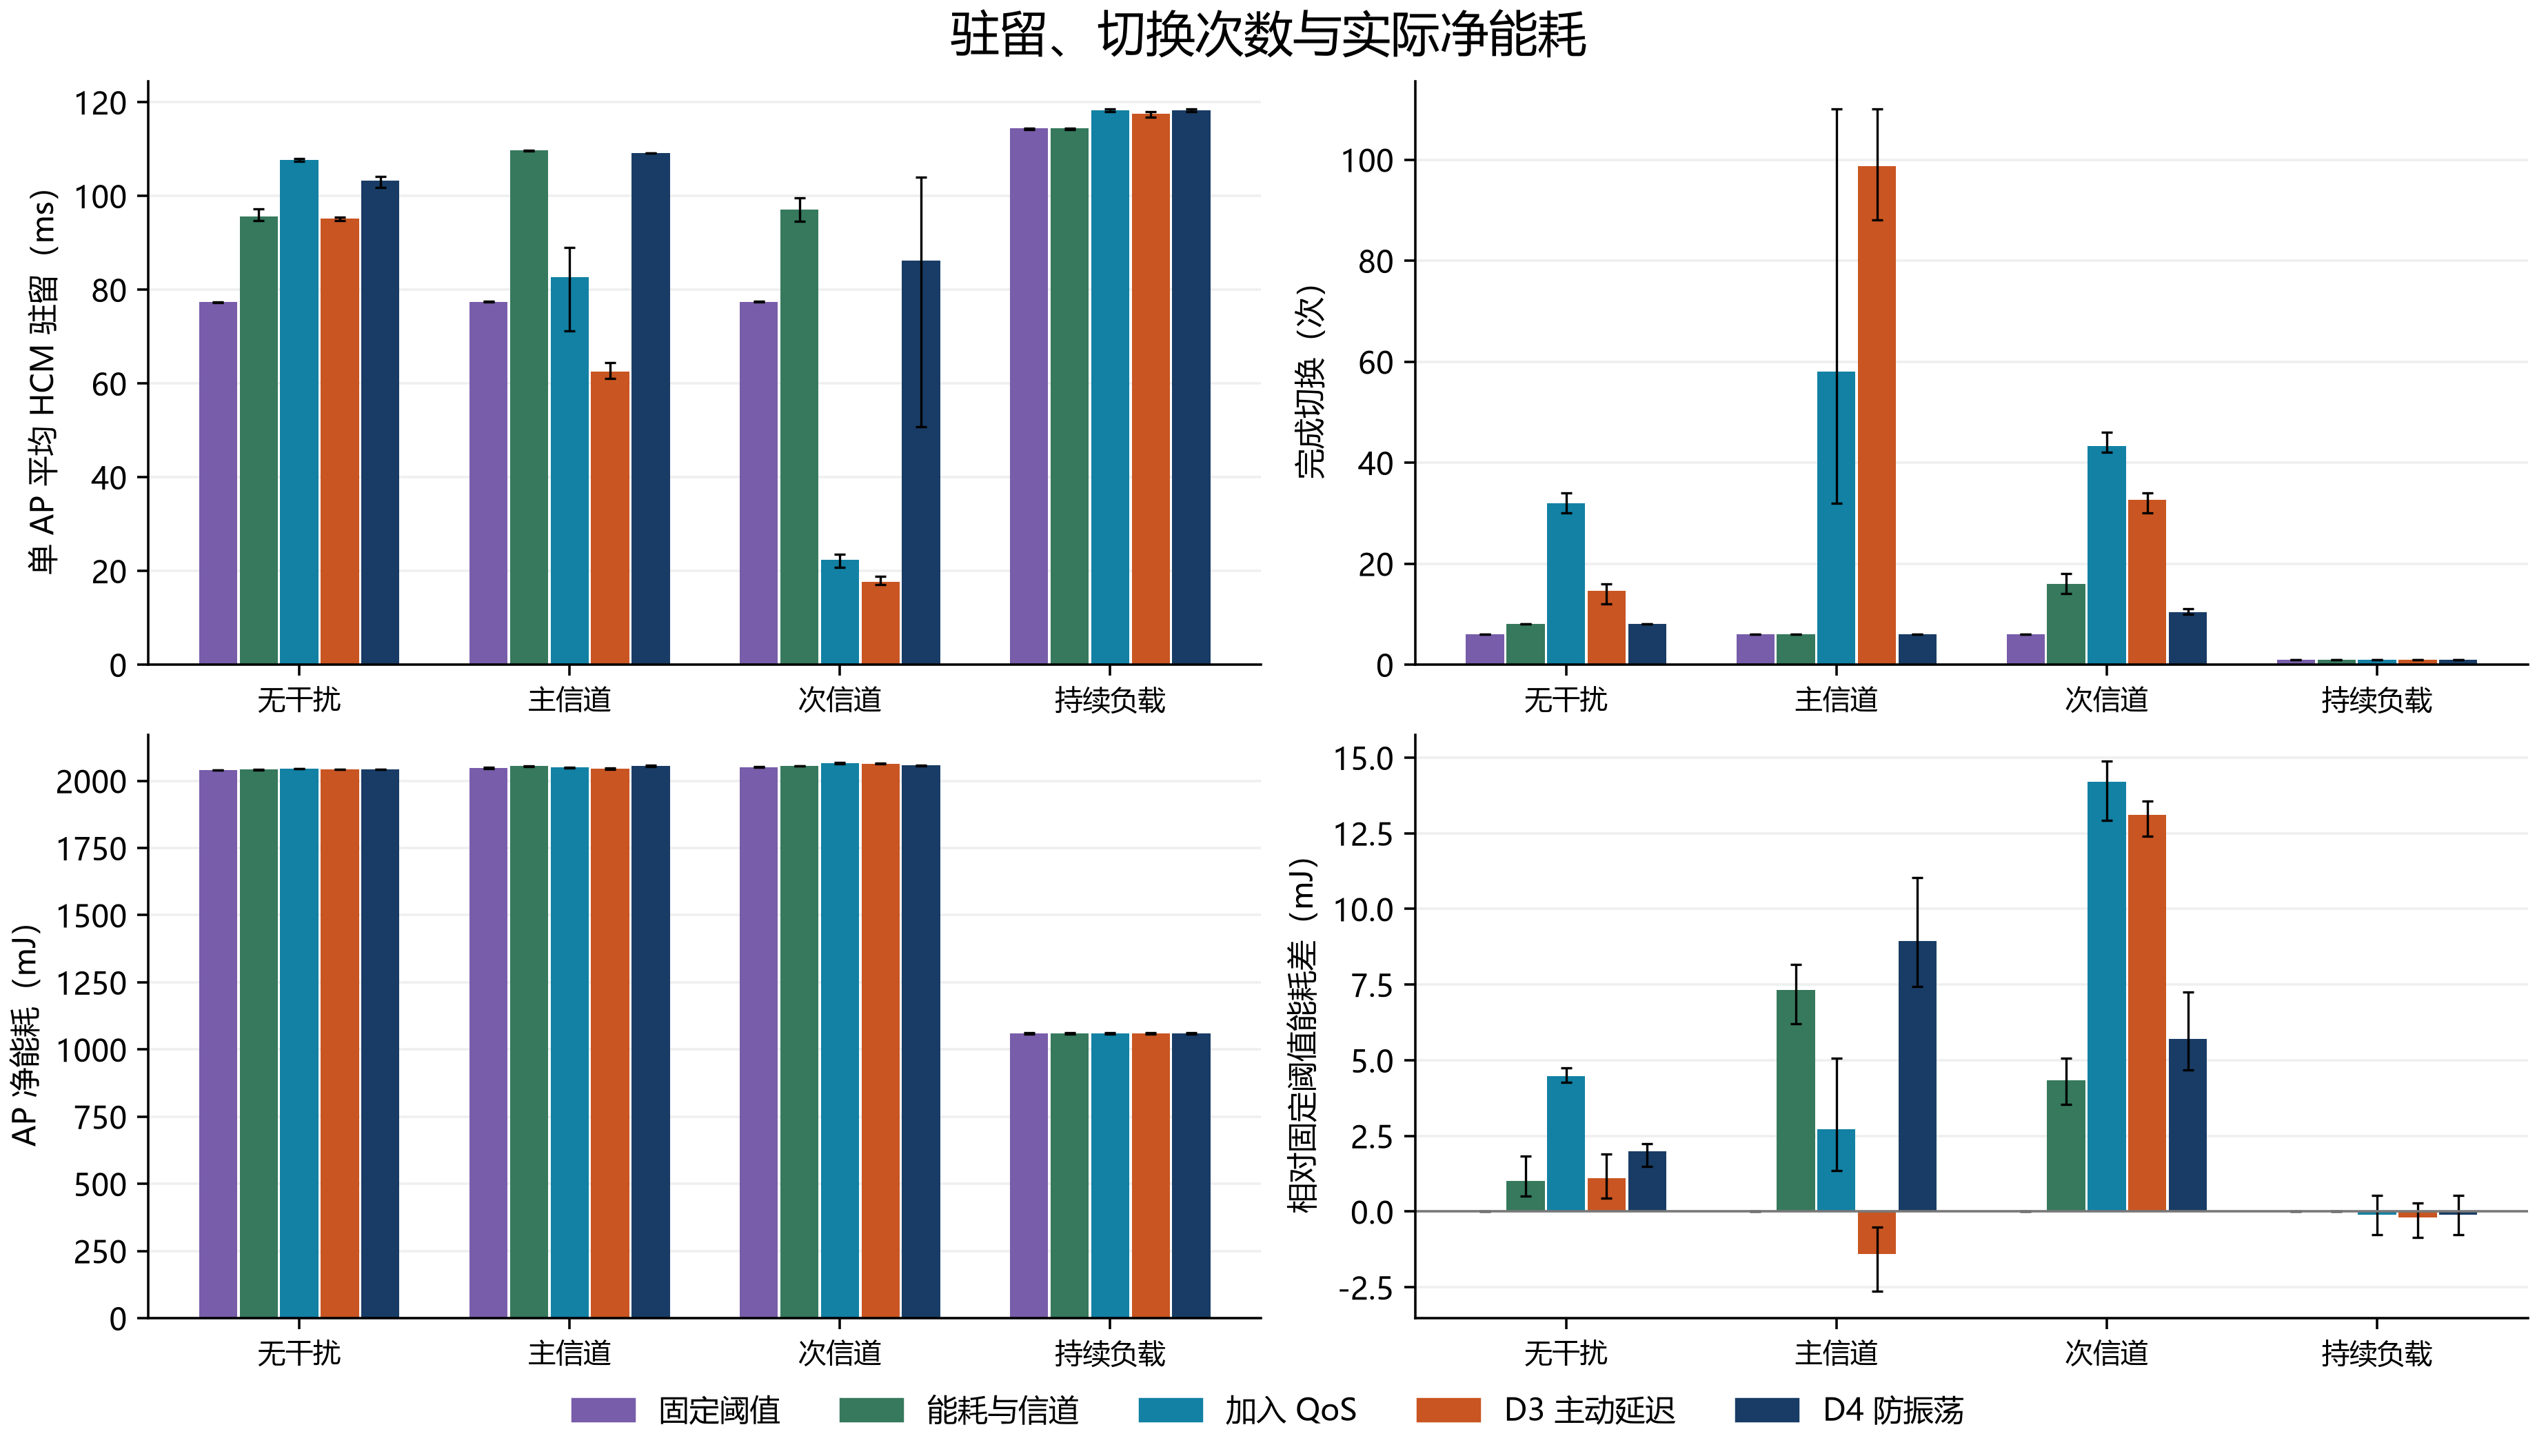 驻留、切换次数与实际净能耗
单 AP 平均 HCM 驻留（ms）
120
100
80
60
40
20
0
无干扰
主信道
次信道
持续负载
完成切换（次）
100
80
60
40
20
0
无干扰
主信道
次信道
持续负载
AP 净能耗（mJ）
2000
1750
1500
1250
1000
750
500
250
0
无干扰
主信道
次信道
持续负载
相对固定阈值能耗差（mJ）
15.0
12.5
10.0
7.5
5.0
2.5
0.0
-2.5
无干扰
主信道
次信道
持续负载
固定阈值
能耗与信道
加入 QoS
D3 主动延迟
D4 防振荡